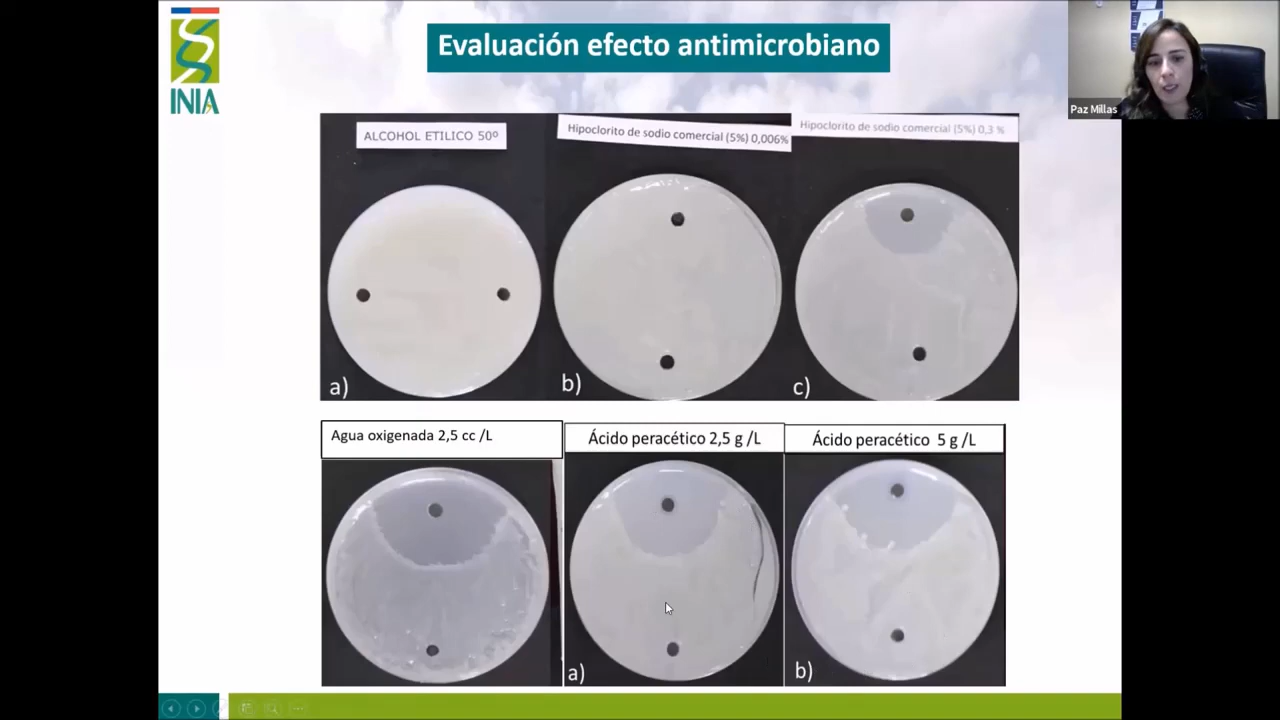 INIA
Evaluación efecto antimicrobiano
Paz Millas
ALCOHOL ETILICO 50º
Hipoclorito de sodio comercial (5%) 0,006%
Hipoclorito de sodio comercial (5%) 0,3 %
a)
b)
c)
Agua oxigenada 2,5 cc /L
Ácido peracético 2,5 g /L
Ácido peracético 5 g /L
a)
b)